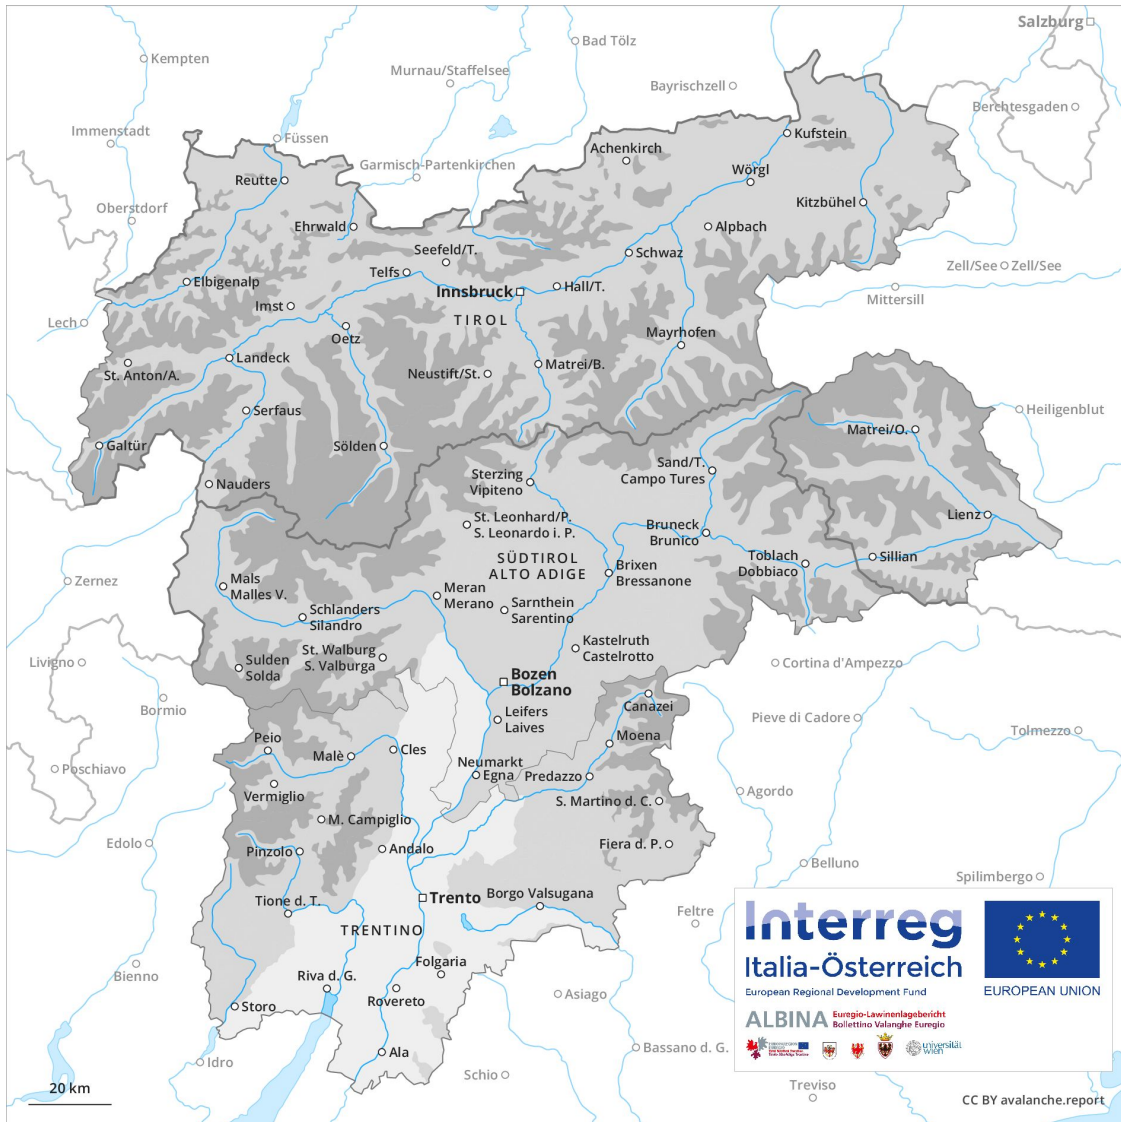 Salzburg
Bad Tölz
Kempten
Murnau/Staffelsee
Bayrischzell
Berchtesgaden
Immenstadt
Füssen
Kufstein
Achenkirch
Garmisch-Partenkirchen
Wörgl
Reutte
Oberstdorf
Kitzbühel
Ehrwald
Alpbach
Seefeld/T.
Schwaz
Telfs
Zell/See
Zell/See
Elbigenalp
Innsbruck
Hall/T.
Mittersill
Imst
TIROL
Lech
Oetz
Mayrhofen
Landeck
Matrei/B.
St. Anton/A.
Neustift/St.
Serfaus
Heiligenblut
Matrei/O.
Galtür
Sölden
Sand/T.
Campo Tures
Sterzing
Vipiteno
Nauders
St. Leonhard/P.
S. Leonardo i. P.
Lienz
Bruneck
Brunico
SÜDTIROL
ALTO ADIGE
Toblach
Dobbiaco
Sillian
Brixen
Bressanone
Zernez
Mals
Malles V.
Meran
Merano
Sarnthein
Sarentino
Schlanders
Silandro
Kastelruth
Castelrotto
St. Walburg
S. Valburga
Livigno
Sulden
Solda
Cortina d'Ampezzo
Bozen
Bolzano
Bormio
Canazei
Leifers
Laives
Pieve di Cadore
Tolmezzo
Peio
Moena
Malè
Cles
Poschiavo
Neumarkt
Egna
Predazzo
Vermiglio
Agordo
S. Martino d. C.
M. Campiglio
Edolo
Pinzolo
Andalo
Fiera d. P.
Belluno
Spilimbergo
Tione d. T.
Trento
Borgo Valsugana
Feltre
TRENTINO
Folgaria
Bienno
Riva d. G.
Rovereto
Asiago
Storo
Ala
Idro
Schio
Bassano d. G.
Treviso
20 km
Interreg
Italia-Österreich
European Regional Development Fund
EUROPEAN UNION
ALBINA
Euregio-Lawinenlagebericht
Bollettino Valanghe Euregio
universität
wien
CC BY avalanche.report